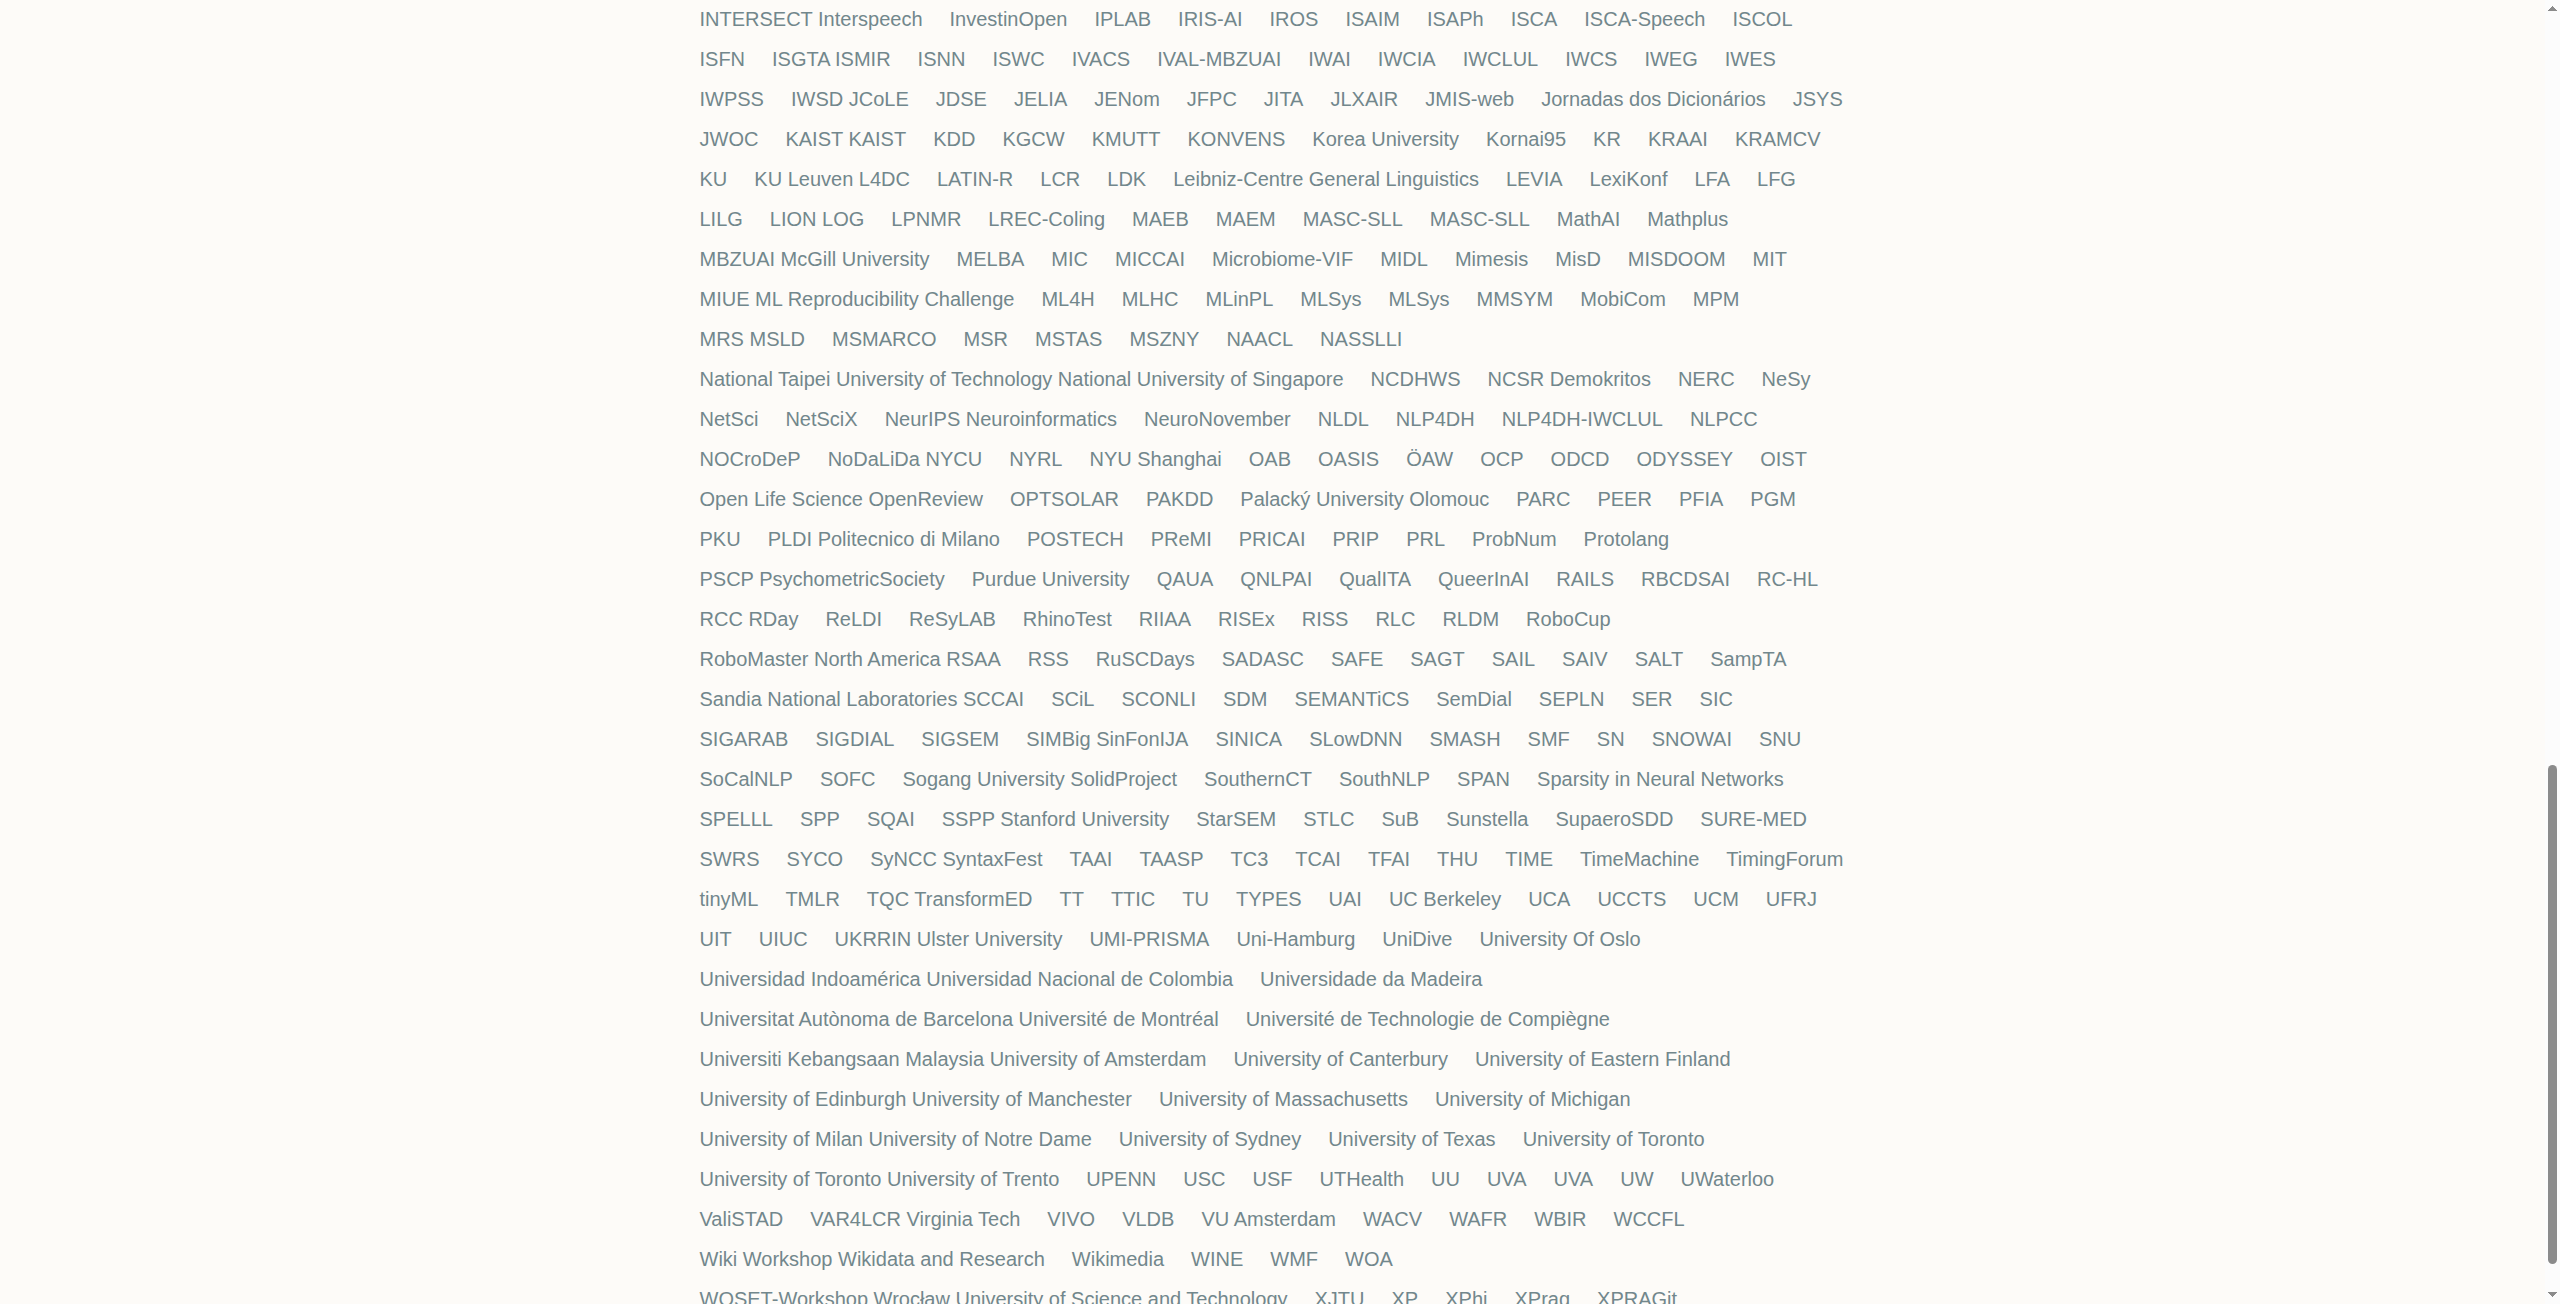 INTERSECT Interspeech InvestinOpen IPLAB IRIS-AI IROS ISAIM ISAPh ISCA ISCA-Speech ISCOL
ISFN ISGTA ISMIR ISNN ISWC IVACS IVAL-MBZUAI IWAI IWCIA IWCLUL IWCS IWEG IWES
IWPSS IWSD JCoLE JDSE JELIA JENom JFPC JITA JLXAIR JMIS-web Jornadas dos Dicionários JSYS
JWOC KAIST KAIST KDD KGCW KMUTT KONVENS Korea University Kornai95 KR KRAAI KRAMCV
KU KU Leuven L4DC LATIN-R LCR LDK Leibniz-Centre General Linguistics LEVIA LexiKonf LFA LFG
LILG LION LOG LPNMR LREC-Coling MAEB MAEM MASC-SLL MASC-SLL MathAI Mathplus
MBZUAI McGill University MELBA MIC MICCAI Microbiome-VIF MIDL Mimesis MisD MISDOOM MIT
MIUE ML Reproducibility Challenge ML4H MLHC MLinPL MLSys MLSys MMSYM MobiCom MPM
MRS MSLD MSMARCO MSR MSTAS MSZNY NAACL NASSLLI
National Taipei University of Technology National University of Singapore NCDHWS NCSR Demokritos NERC NeSy
NetSci NetSciX NeurIPS Neuroinformatics NeuroNovember NLDL NLP4DH NLP4DH-IWCLUL NLPCC
NOCroDeP NoDaLiDa NYCU NYRL NYU Shanghai OAB OASIS ÖAW OCP ODCD ODYSSEY OIST
Open Life Science OpenReview OPTSOLAR PAKDD Palacký University Olomouc PARC PEER PFIA PGM
PKU PLDI Politecnico di Milano POSTECH PReMI PRICAI PRIP PRL ProbNum Protolang
PSCP PsychometricSociety Purdue University QAUA QNLPAI QualITA QueerInAI RAILS RBCDSAI RC-HL
RCC RDay ReLDI ReSyLAB RhinoTest RIIAA RISEx RISS RLC RLDM RoboCup
RoboMaster North America RSAA RSS RuSCDays SADASC SAFE SAGT SAIL SAIV SALT SampTA
Sandia National Laboratories SCCAI SCiL SCONLI SDM SEMANTiCS SemDial SEPLN SER SIC
SIGARAB SIGDIAL SIGSEM SIMBig SinFonIJA SINICA SLowDNN SMASH SMF SN SNOWAI SNU
SoCalNLP SOFC Sogang University SolidProject SouthernCT SouthNLP SPAN Sparsity in Neural Networks
SPELLL SPP SQAI SSPP Stanford University StarSEM STLC SuB Sunstella SupaeroSDD SURE-MED
SWRS SYCO SyNCC SyntaxFest TAAI TAASP TC3 TCAI TFAI THU TIME TimeMachine TimingForum
tinyML TMLR TQC TransformED TT TTIC TU TYPES UAI UC Berkeley UCA UCCTS UCM UFRJ
UIT UIUC UKRRIN Ulster University UMI-PRISMA Uni-Hamburg UniDive University Of Oslo
Universidad Indoamérica Universidad Nacional de Colombia Universidade da Madeira
Universitat Autònoma de Barcelona Université de Montréal Université de Technologie de Compiègne
Universiti Kebangsaan Malaysia University of Amsterdam University of Canterbury University of Eastern Finland
University of Edinburgh University of Manchester University of Massachusetts University of Michigan
University of Milan University of Notre Dame University of Sydney University of Texas University of Toronto
University of Toronto University of Trento UPENN USC USF UTHealth UU UVA UVA UW UWaterloo
ValiSTAD VAR4LCR Virginia Tech VIVO VLDB VU Amsterdam WACV WAFR WBIR WCCFL
Wiki Workshop Wikidata and Research Wikimedia WINE WMF WOA
WOSET-Workshop Wrocław University of Science and Technology XJTU XP XPhi XPrag XPRAGit